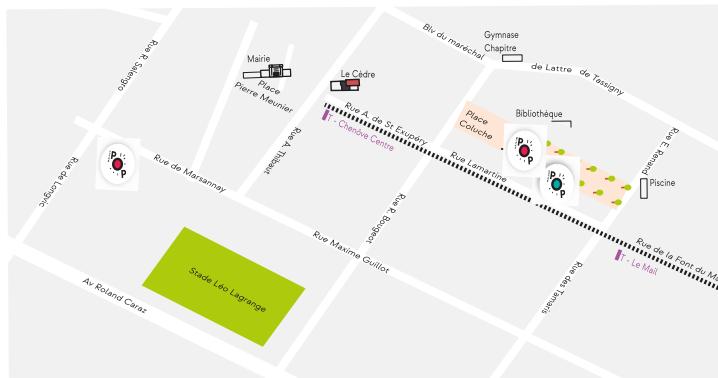 Rue R. Salengro
Mairie
Place
Pierre Meunier
Le Cèdre
Blv du maréchal
de Lattre de Tassigny
Gymnase
Chapitre
Bibliothèque
Place
Coluche
Rue A. de St Exupéry
T - Chenôve Centre
Rue A. Thibaut
Rue de Longvic
Rue de Marsannay
Rue Lamartine
Rue E. Renand
Piscine
Rue R. Bougeot
Rue Maxime Guillot
Rue de la Font du Ma
T - Le Mail
Rue des Tamaris
Stade Léo Lagrange
Av Roland Caraz
P
P
P
P
P
P